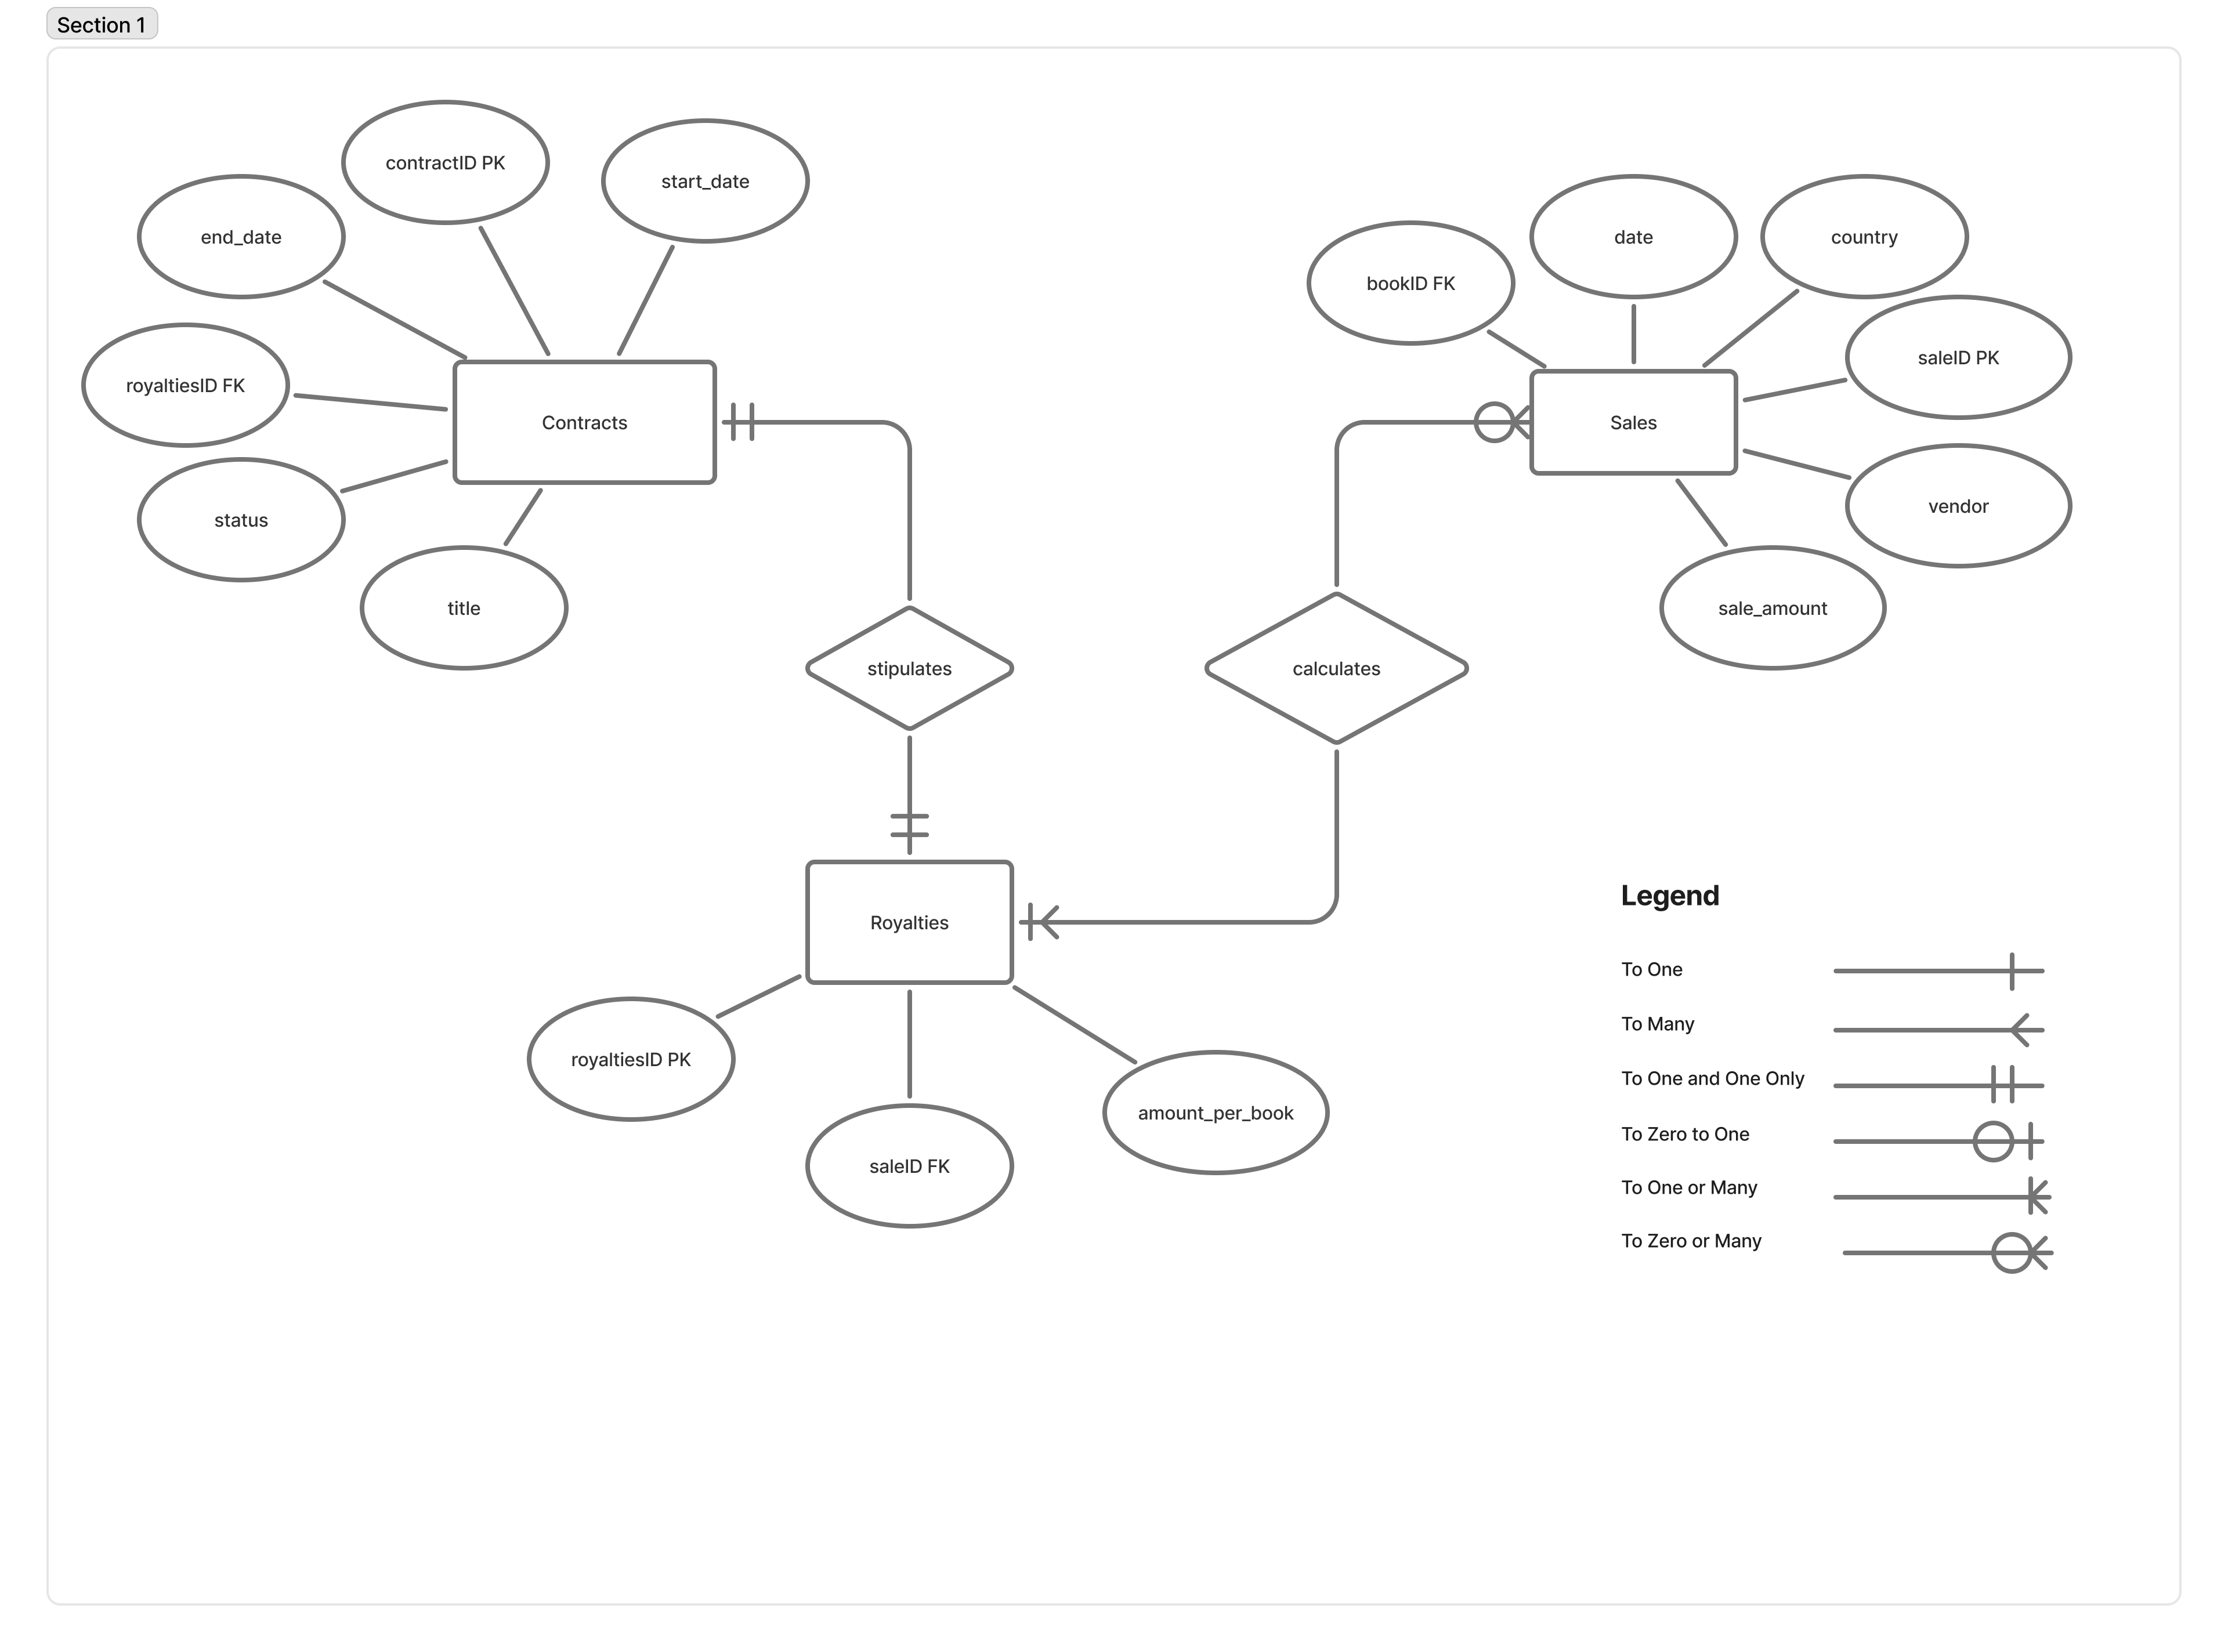 Section 1
contractID PK
start_date
end_date
royaltiesID FK
Contracts
status
title
date
country
bookID FK
saleID PK
Sales
vendor
sale_amount
stipulates
calculates
Royalties
royaltiesID PK
saleID FK
amount_per_book
Legend
To One
To Many
To One and One Only
To Zero to One
To One or Many
To Zero or Many